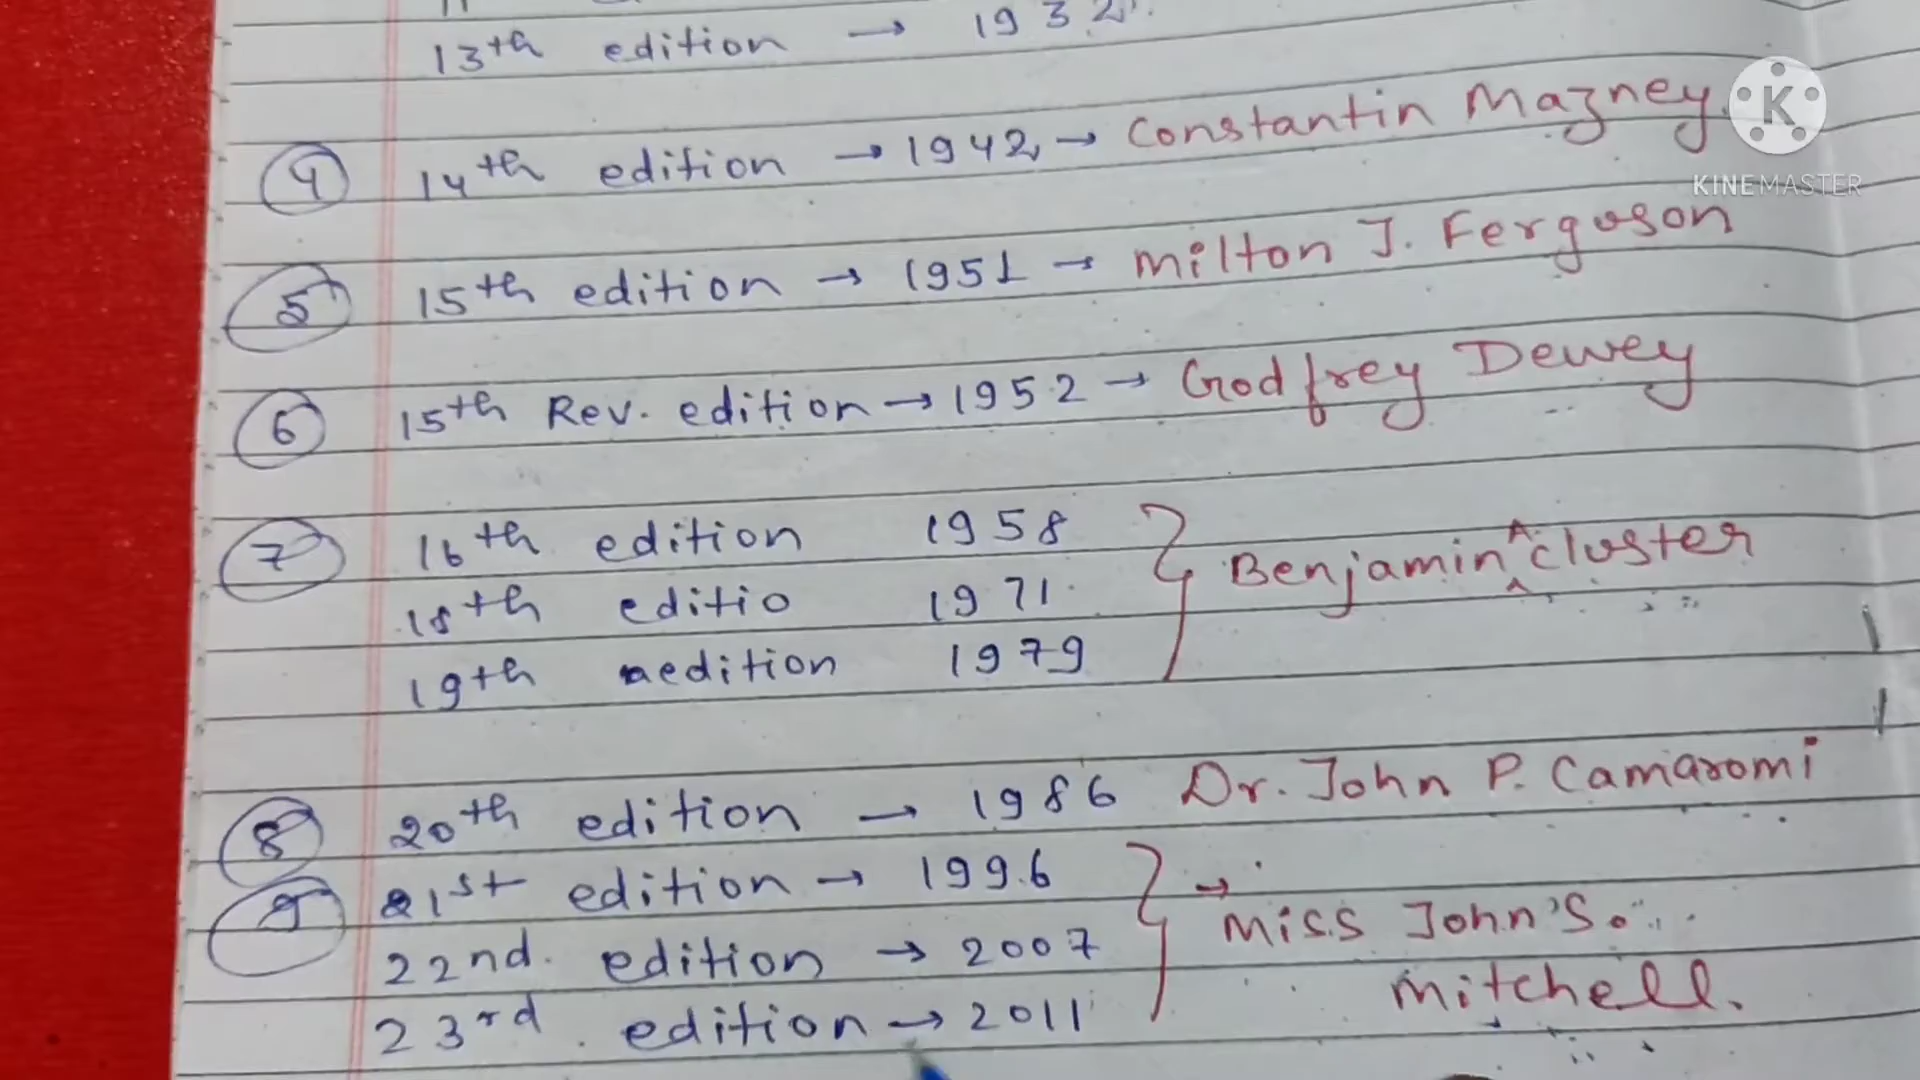 13th edition → 1932
④ 14th edition → 1942 → Constantin Mazney
KINEMASTER
⑤ 15th edition → 1951 → Milton J. Ferguson
⑥ 15th Rev. edition → 1952 → Godfrey Dewey
⑦ 16th edition 1958
Benjamin A cluster
18th editio 1971
19th aedition 1979
⑧ 20th edition → 1986 Dr. John P. Camaromi
⑨ 21st edition → 1996 →
Miss John's.
22nd. edition → 2007
Mitchell.
23rd edition → 2011